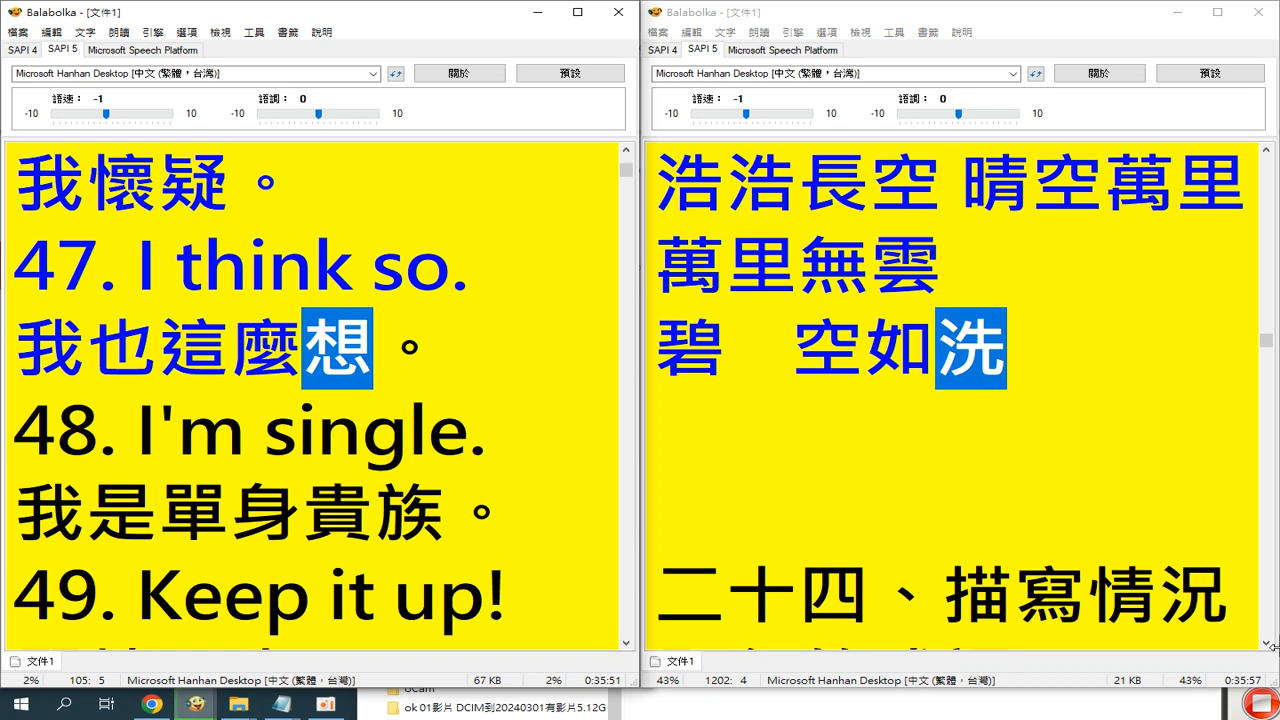 Balabolka - [文件1]
檔案 編輯 文字 朗讀 引擎 選項 檢視 工具 書籤 說明
SAPI 4 SAPI 5 Microsoft Speech Platform
Microsoft Hanhan Desktop [中文 (繁體，台灣)]
關於
預設
語速： -1
語調： 0
-10 10 -10 10
我懷疑。
47. I think so.
我也這麼想。
48. I'm single.
我是單身貴族。
49. Keep it up!
文件1
2% 105: 5 Microsoft Hanhan Desktop [中文 (繁體，台灣)] 67 KB 2% 0:35:51
Balabolka - [文件1]
檔案 編輯 文字 朗讀 引擎 選項 檢視 工具 書籤 說明
SAPI 4 SAPI 5 Microsoft Speech Platform
Microsoft Hanhan Desktop [中文 (繁體，台灣)]
關於
預設
語速： -1
語調： 0
-10 10 -10 10
浩浩長空 晴空萬里
萬里無雲
碧　空如洗
二十四、描寫情況
文件1
43% 1202: 4 Microsoft Hanhan Desktop [中文 (繁體，台灣)] 21 KB 43% 0:35:57
oCam
ok 01影片 DCIM到20240301有影片5.12G